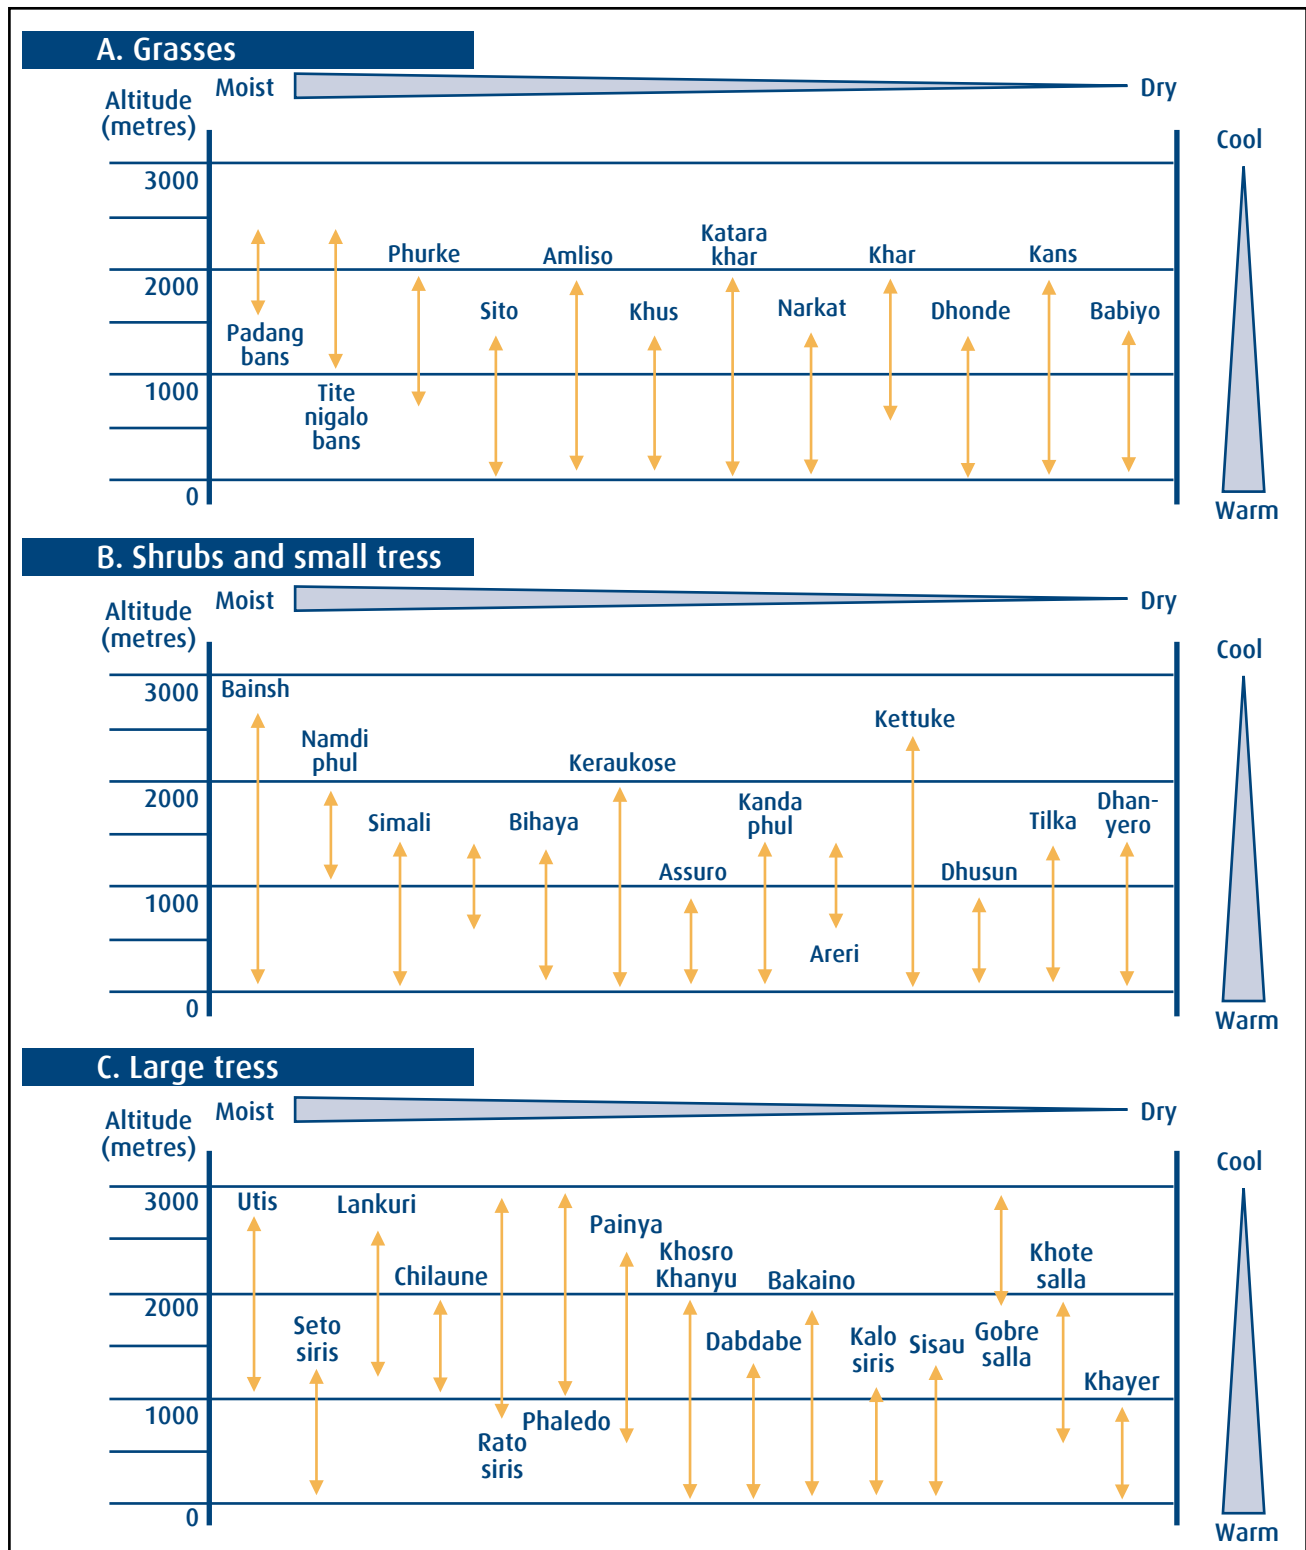 A. Grasses
Moist
Dry
Altitude
(metres)
Cool
3000
Katara
khar
Phurke
Amliso
Khar
Kans
2000
Sito
Khus
Narkat
Dhonde
Babiyo
Padang
bans
1000
Tite
nigalo
bans
0
Warm
B. Shrubs and small tress
Moist
Dry
Altitude
(metres)
Cool
3000
Bainsh
Kettuke
Namdi
phul
Keraukose
2000
Kanda
phul
Dhan-
yero
Simali
Bihaya
Tilka
Assuro
Dhusun
1000
Areri
0
Warm
C. Large tress
Moist
Dry
Altitude
(metres)
Cool
3000
Utis
Lankuri
Painya
Khosro
Khanyu
Khote
salla
Chilaune
Bakaino
2000
Seto
siris
Dabdabe
Kalo
siris
Sisau
Gobre
salla
Khayer
1000
Phaledo
Rato
siris
0
Warm